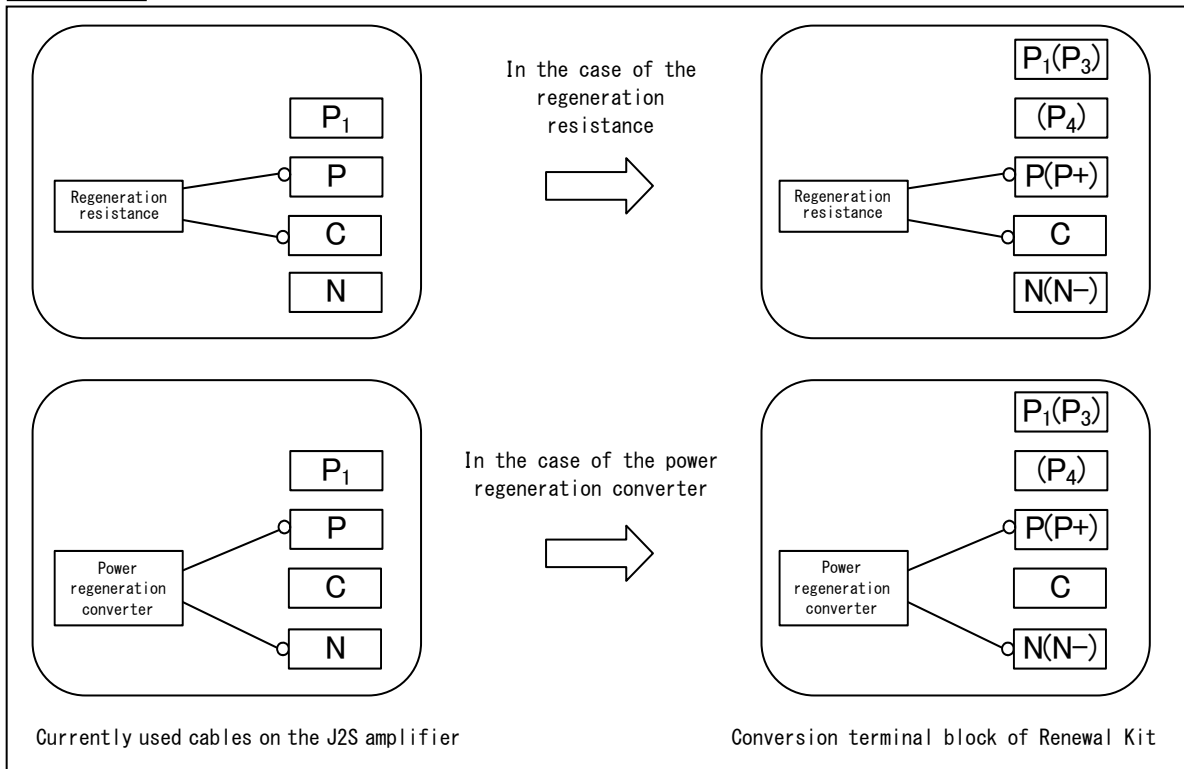 P₁
P
Regeneration
resistance
C
N
In the case of the
regeneration
resistance
P₁(P₃)
(P₄)
P(P+)
Regeneration
resistance
C
N(N−)
P₁
P
Power
regeneration
converter
C
N
In the case of the power
regeneration converter
P₁(P₃)
(P₄)
P(P+)
Power
regeneration
converter
C
N(N−)
Currently used cables on the J2S amplifier
Conversion terminal block of Renewal Kit